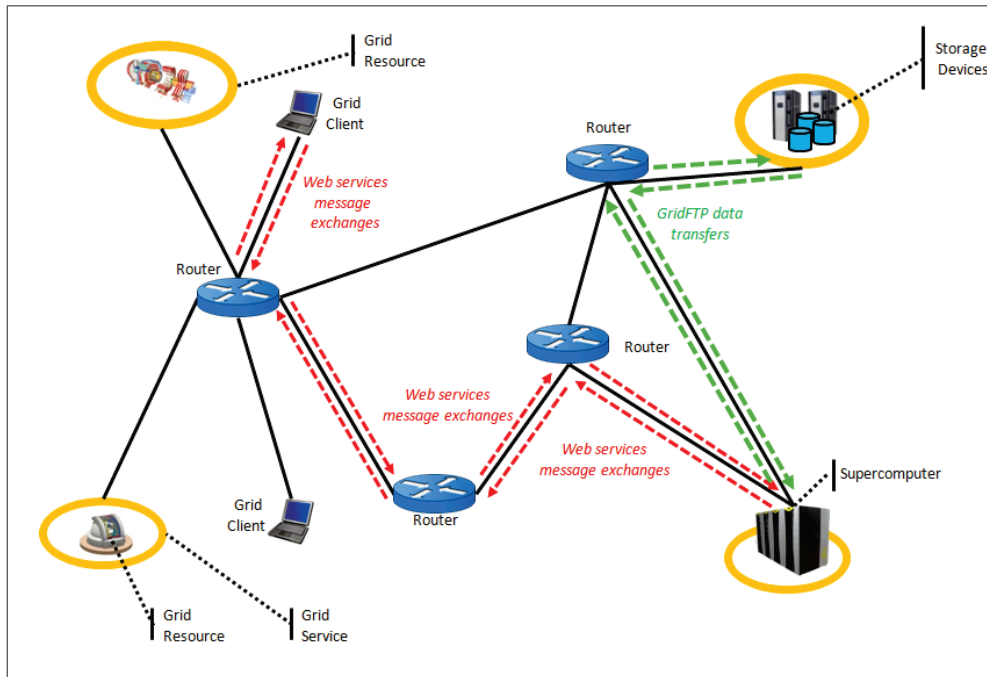 Grid
Resource
Storage
Devices
Grid
Client
Router
Web services
message
exchanges
GridFTP data
transfers
Router
Router
Web services
message exchanges
Web services
message exchanges
Supercomputer
Grid
Client
Router
Grid
Resource
Grid
Service